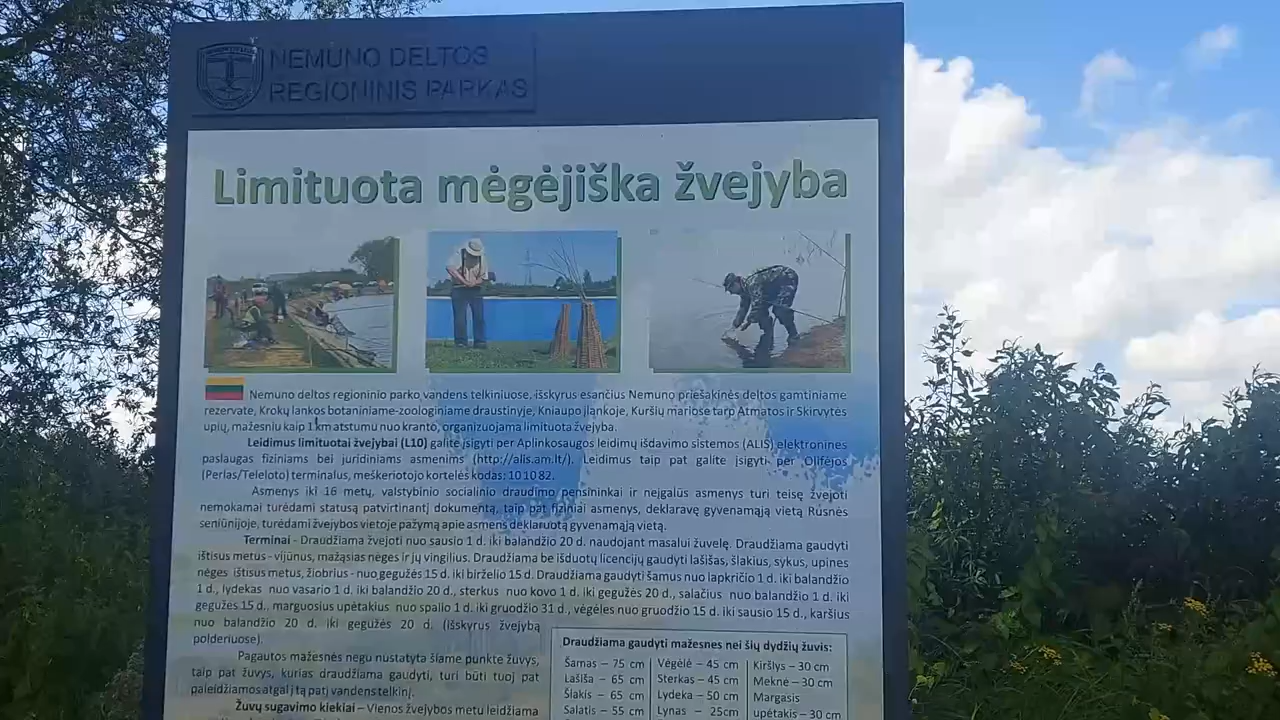 NEMUNO DELTOS
REGIONINIS PARKAS
Limituota mėgėjiška žvejyba
Nemuno deltos regioninio parko vandens telkiniuose, išskyrus esančius Nemuno priešakinės deltos gamtiniame
rezervate, Krokų lankos botaniniame-zoologiniame draustinyje, Kniaupo įlankoje, Kuršių mariose tarp Atmatos ir Skirvytės
upių, mažesniu kaip 1 km atstumu nuo kranto, organizuojama limituota žvejyba.
Leidimus limituotai žvejybai (L10) galite įsigyti per Aplinkosaugos leidimų išdavimo sistemos (ALIS) elektronines
paslaugas fiziniams bei juridiniams asmenims (http://alis.am.lt/). Leidimus taip pat galite įsigyti per Olifėjos
(Perlas/Teleloto) terminalus, meškeriotojo kortelės kodas: 10 10 82.
Asmenys iki 16 metų, valstybinio socialinio draudimo pensininkai ir neįgalūs asmenys turi teisę žvejoti
nemokamai turėdami statusą patvirtinantį dokumentą, taip pat fiziniai asmenys, deklaravę gyvenamąją vietą Rusnės
seniūnijoje, turėdami žvejybos vietoje pažymą apie asmens deklaruotą gyvenamąją vietą.
Terminai - Draudžiama žvejoti nuo sausio 1 d. iki balandžio 20 d. naudojant masalui žuvelę. Draudžiama gaudyti
ištisus metus - vijūnus, mažąsias nėges ir jų vingilius. Draudžiama be išduotų licencijų gaudyti lašišas, šlakius, sykus, upines
nėges ištisus metus, žiobrius - nuo gegužės 15 d. iki birželio 15 d. Draudžiama gaudyti šamus nuo lapkričio 1 d. iki balandžio
1 d., lydekas nuo vasario 1 d. iki balandžio 20 d., sterkus nuo kovo 1 d. iki gegužės 20 d., salačius nuo balandžio 1 d. iki
gegužės 15 d., marguosius upėtakius nuo spalio 1 d. iki gruodžio 31 d., vėgėles nuo gruodžio 15 d. iki sausio 15 d., karšius
nuo balandžio 20 d. iki gegužės 20 d. (išskyrus žvejybą
polderiuose).
Pagautos mažesnės negu nustatyta šiame punkte žuvys,
taip pat žuvys, kurias draudžiama gaudyti, turi būti tuoj pat
paleidžiamos atgal į tą patį vandens telkinį.
Žuvų sugavimo kiekiai – Vienos žvejybos metu leidžiama
Draudžiama gaudyti mažesnes nei šių dydžių žuvis:
Šamas – 75 cm
Lašiša – 65 cm
Šlakis – 65 cm
Salatis – 55 cm
Vėgėlė – 45 cm
Sterkas – 45 cm
Lydeka – 50 cm
Lynas – 25cm
Kiršlys – 30 cm
Meknė – 30 cm
Margasis
upėtakis – 30 cm